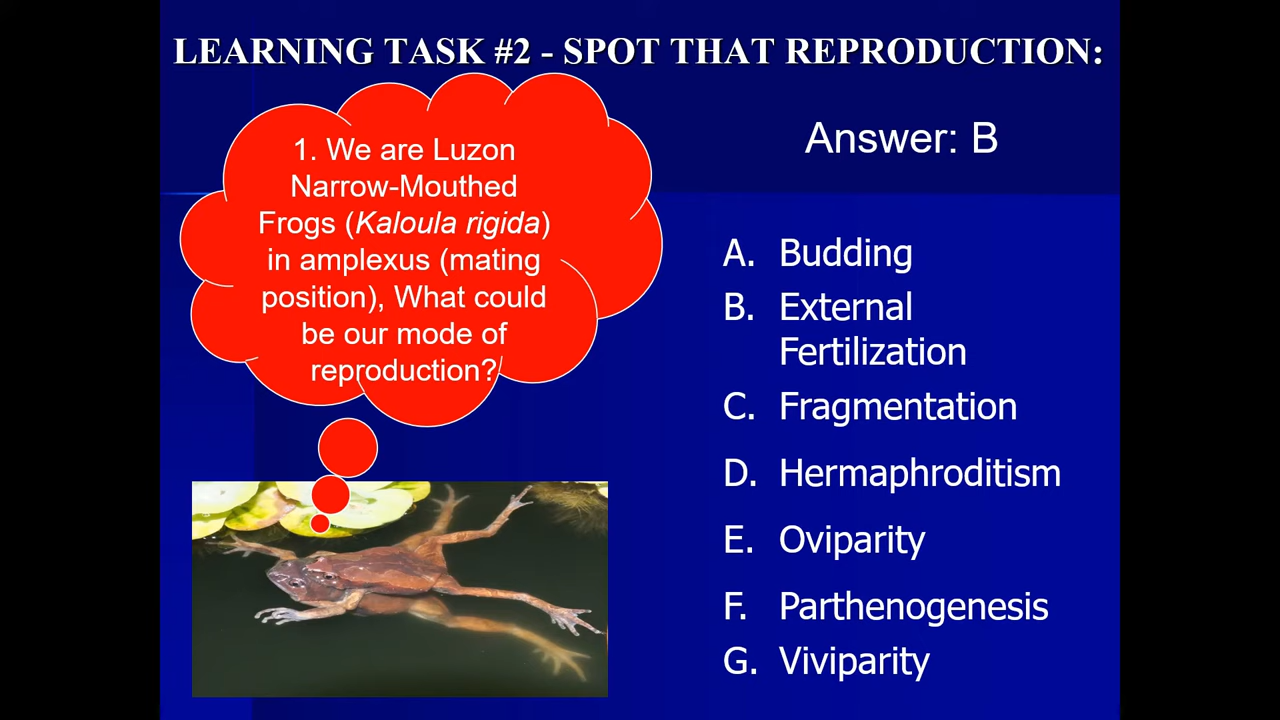 LEARNING TASK #2 - SPOT THAT REPRODUCTION:
1. We are Luzon
Narrow-Mouthed
Frogs (Kaloula rigida)
in amplexus (mating
position), What could
be our mode of
reproduction?
Answer: B
A. Budding
B. External
Fertilization
C. Fragmentation
D. Hermaphroditism
E. Oviparity
F. Parthenogenesis
G. Viviparity